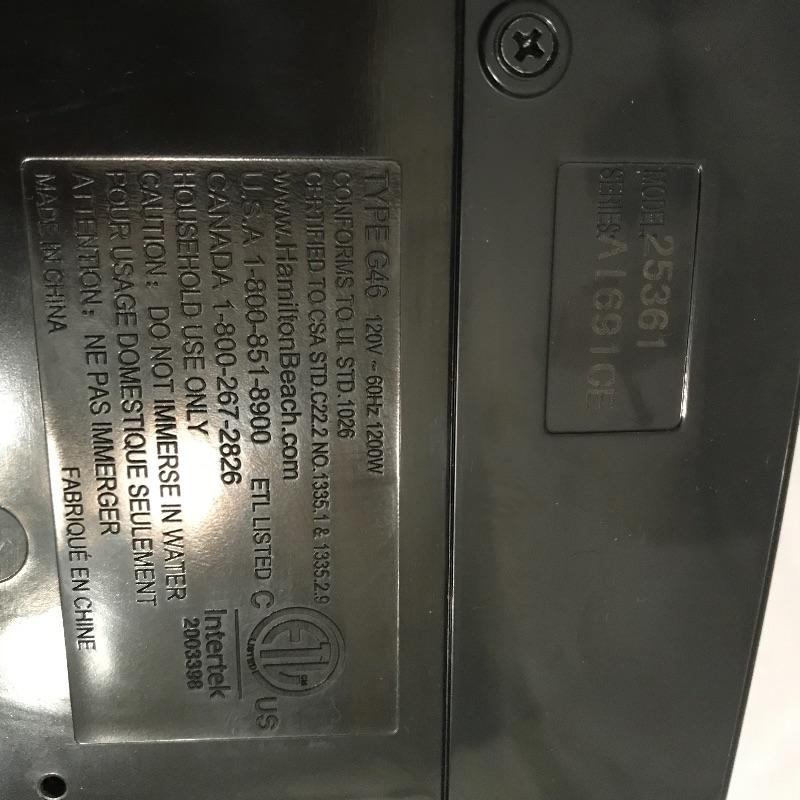 MODEL: 25361
SERIES A1691CE
TYPE G46 120V ~ 60Hz 1200W
CONFORMS TO UL STD.1026
CERTIFIED TO CSA STD.C22.2 NO.1335.1 & 1335.2.9
www.HamiltonBeach.com
U.S.A 1-800-851-8900 ETL LISTED
CANADA 1-800-267-2826
HOUSEHOLD USE ONLY
CAUTION: DO NOT IMMERSE IN WATER
POUR USAGE DOMESTIQUE SEULEMENT
ATTENTION: NE PAS IMMERGER
MADE IN CHINA FABRIQUÉ EN CHINE
C ETL US
CM
LISTED
Intertek
2003398